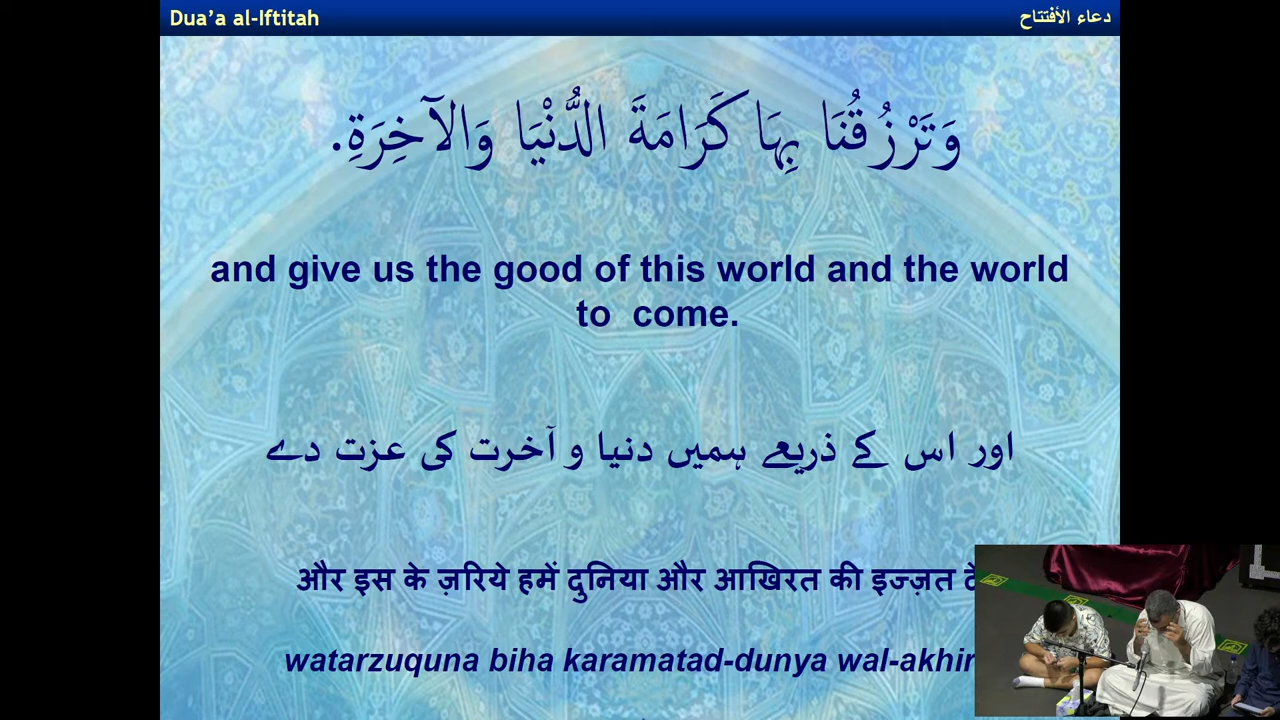 Dua’a al-Iftitah
دعاء الأفتتاح
وَتَرْزُقُنَا بِهَا كَرَامَةَ الدُّنْيَا وَالآخِرَةِ.
and give us the good of this world and the world
to come.
اور اس کے ذریعے ہمیں دنیا و آخرت کی عزت دے
और इस के ज़रिये हमें दुनिया और आखिरत की इज्ज़त
watarzuquna biha karamatad-dunya wal-akhir